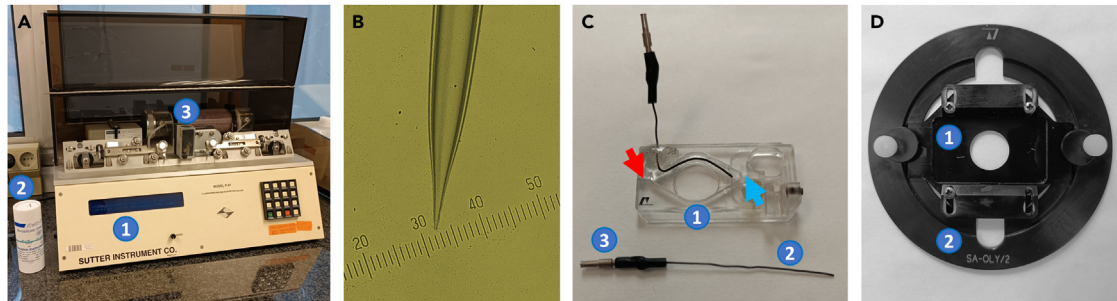 A
3
2
MODEL P-97
1
SUTTER INSTRUMENT CO.
B
20
30
40
50
C
1
3
2
D
1
2
SA-OLY/2